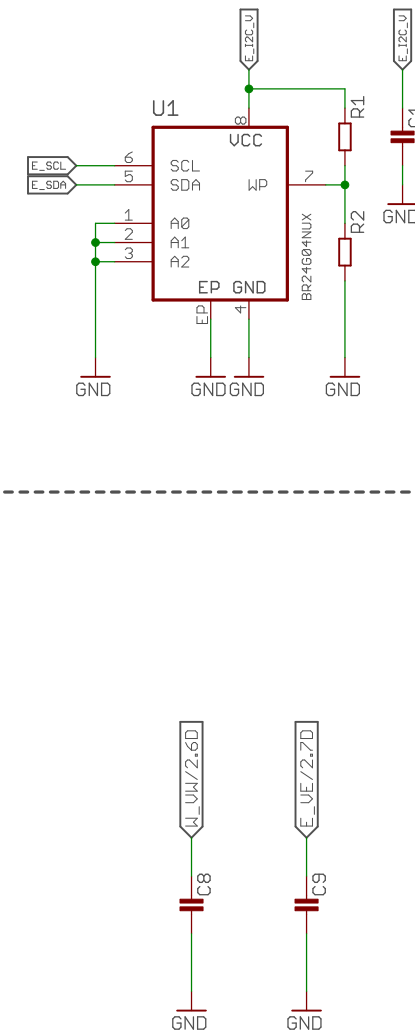 E_I2C_V
E_I2C_V
U1
8
VCC
R1
E_SCL
6
SCL
E_SDA
5
SDA
WP
7
1
A0
2
A1
3
A2
R2
BR24G04NUX
GND
EP GND
EP
4
GND
GND
GND
GND
W_VW/2.6D
E_VE/2.7D
C8
C9
GND
GND